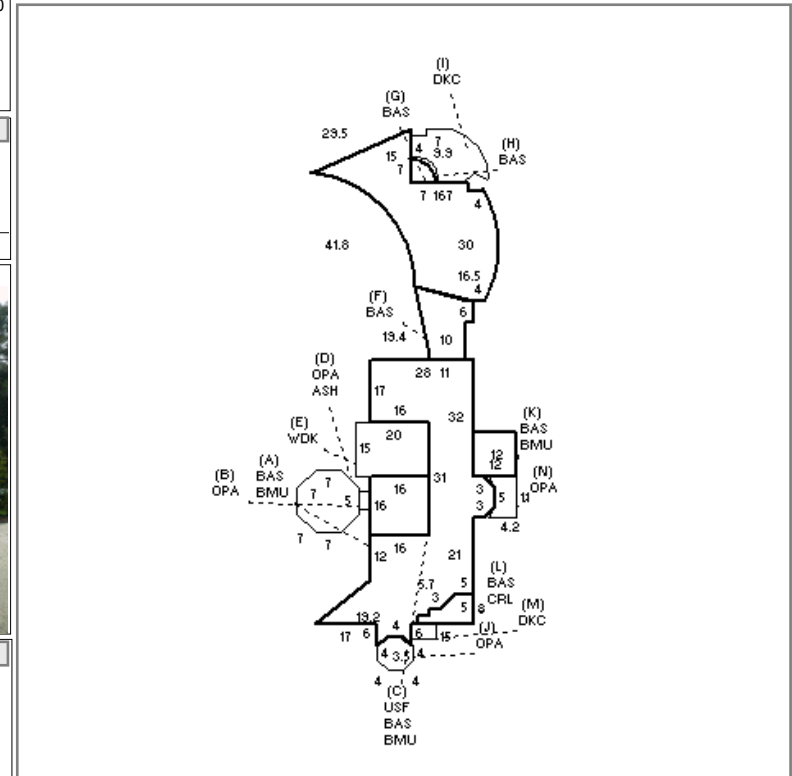 (I)
DKC
(G)
BAS
29.5
7
4
9.9
(H)
BAS
15
7
7 167
4
41.8
30
16.5
4
(F)
BAS
6
19.4
10
(D)
OPA
ASH
28 11
17
16
32
(K)
BAS
BMU
(E)
WDK
20
15
12
12
(N)
OPA
(B)
OPA
(A)
BAS
BMU
7
7
5
16
31
16
3
3
5
11
4.2
7
7
12
16
21
(L)
BAS
CRL
5.7
5
3
5
8
(M)
DKC
19.2
4
17
6
6
15
(J)
OPA
4
3.5
4
4
4
(C)
USF
BAS
BMU